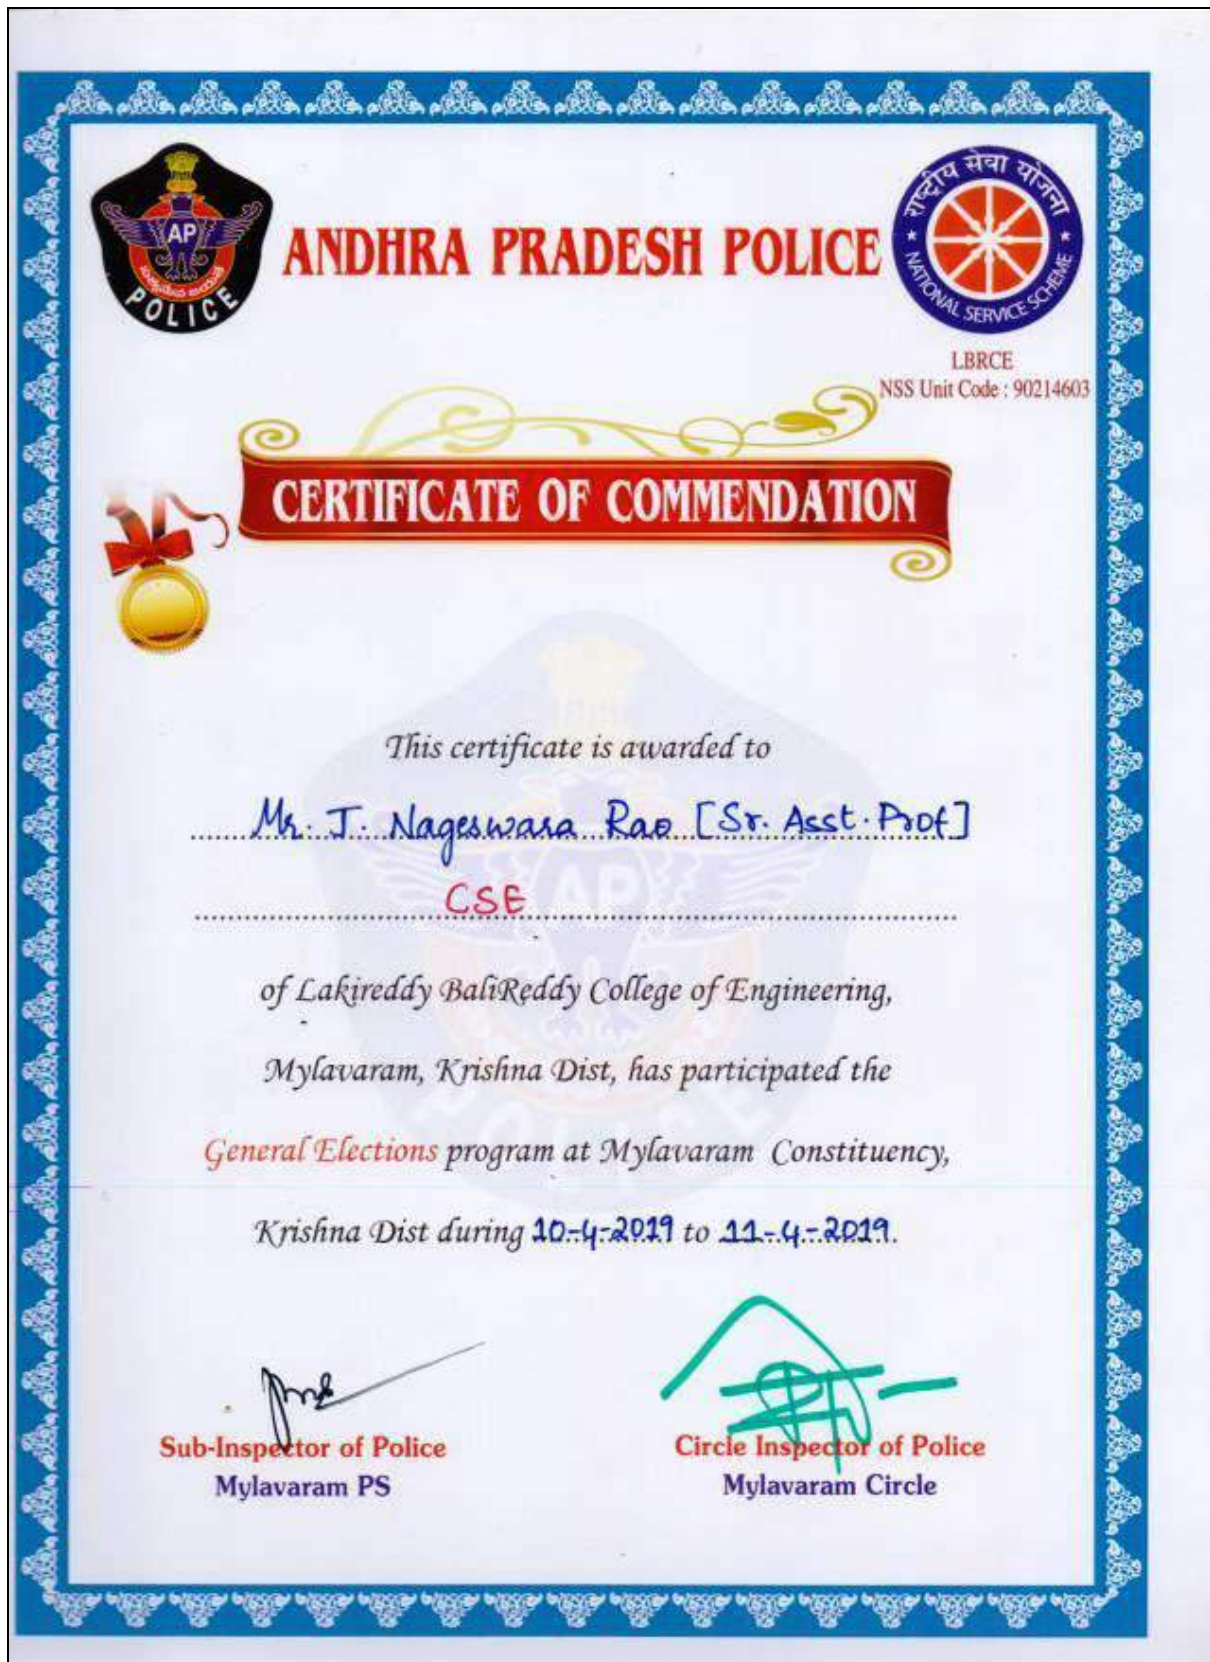 ANDHRA PRADESH POLICE
AP
POLICE
राष्ट्रीय सेवा योजना
NATIONAL SERVICE SCHEME
LBRCE
NSS Unit Code : 90214603
CERTIFICATE OF COMMENDATION
This certificate is awarded to
Mr. J. Nageswara Rao [Sr. Asst. Prof]
CSE
of Lakireddy BaliReddy College of Engineering,
Mylavaram, Krishna Dist, has participated the
General Elections program at Mylavaram Constituency,
Krishna Dist during 10-4-2019 to 11-4-2019.
Sub-Inspector of Police
Mylavaram PS
Circle Inspector of Police
Mylavaram Circle